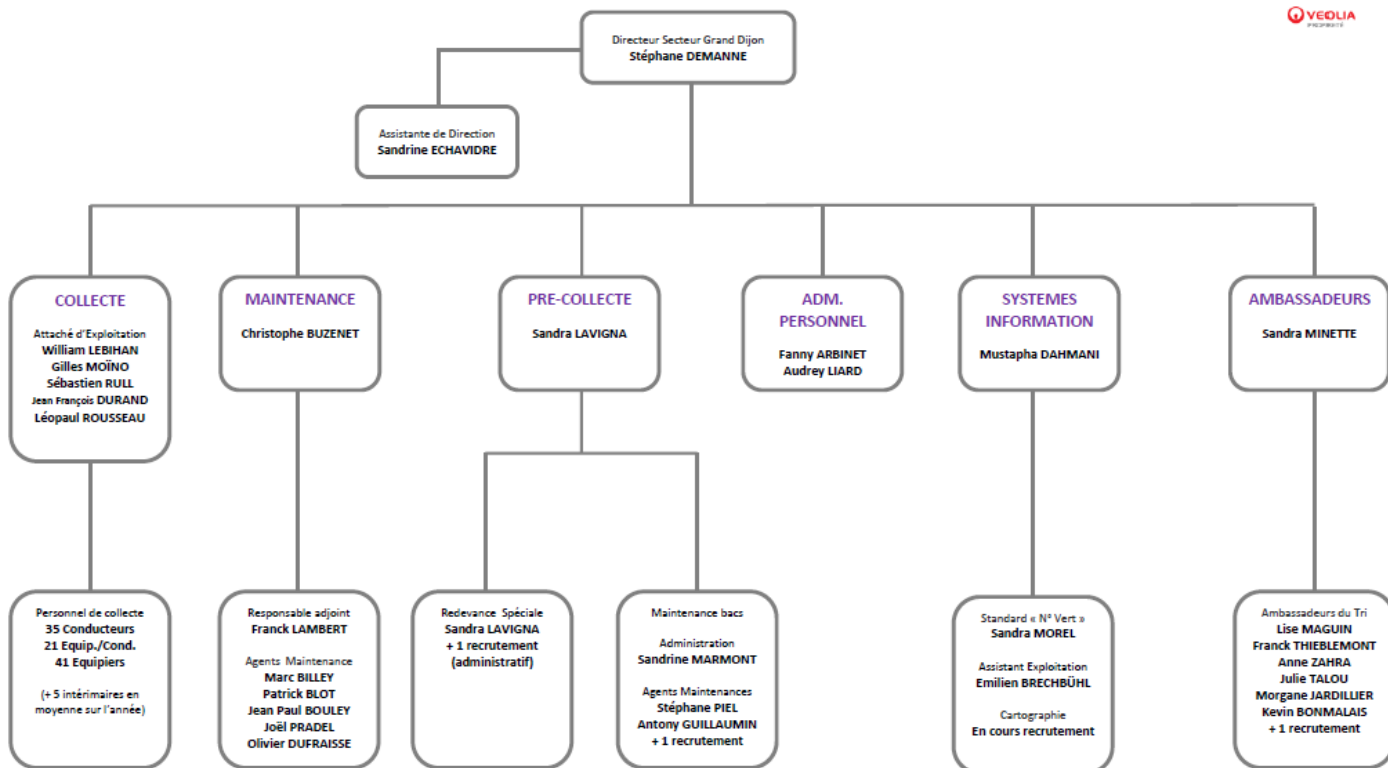 VEOLIA
PROPRETÉ
Directeur Secteur Grand Dijon
Stéphane DEMANNE
Assistante de Direction
Sandrine ECHAVIDRE
COLLECTE
Attaché d'Exploitation
William LEBIHAN
Gilles MOÏNO
Sébastien RULL
Jean François DURAND
Léopaul ROUSSEAU
MAINTENANCE
Christophe BUZENET
PRE-COLLECTE
Sandra LAVIGNA
ADM.
PERSONNEL
Fanny ARBINET
Audrey LIARD
SYSTEMES
INFORMATION
Mustapha DAHMANI
AMBASSADEURS
Sandra MINETTE
Personnel de collecte
35 Conducteurs
21 Equip./Cond.
41 Equipiers
(+ 5 intérimaires en
moyenne sur l'année)
Responsable adjoint
Franck LAMBERT
Agents Maintenance
Marc BILLEY
Patrick BLOT
Jean Paul BOULEY
Joël PRADEL
Olivier DUFRAISSE
Redevance Spéciale
Sandra LAVIGNA
+ 1 recrutement
(administratif)
Maintenance bacs
Administration
Sandrine MARMONT
Agents Maintenances
Stéphane PIEL
Antony GUILLAUMIN
+ 1 recrutement
Standard « N° Vert »
Sandra MOREL
Assistant Exploitation
Emilien BRECHBÜHL
Cartographie
En cours recrutement
Ambassadeurs du Tri
Lise MAGUIN
Franck THIEBLEMONT
Anne ZAHRA
Julie TALOU
Morgane JARDILLIER
Kevin BONMALAIS
+ 1 recrutement